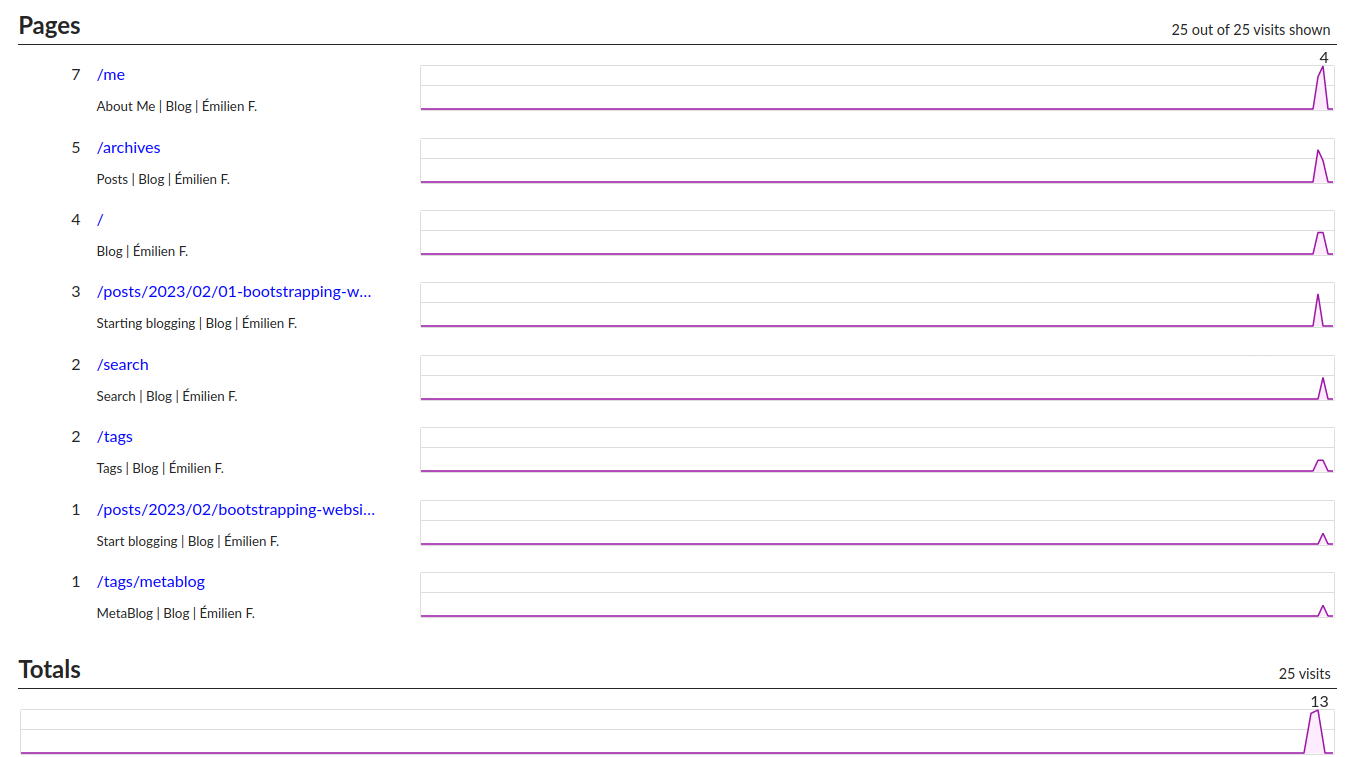 Pages
25 out of 25 visits shown
4
7 /me
About Me | Blog | Émilien F.
5 /archives
Posts | Blog | Émilien F.
4 /
Blog | Émilien F.
3 /posts/2023/02/01-bootstrapping-w...
Starting blogging | Blog | Émilien F.
2 /search
Search | Blog | Émilien F.
2 /tags
Tags | Blog | Émilien F.
1 /posts/2023/02/bootstrapping-websi...
Start blogging | Blog | Émilien F.
1 /tags/metablog
MetaBlog | Blog | Émilien F.
Totals
25 visits
13